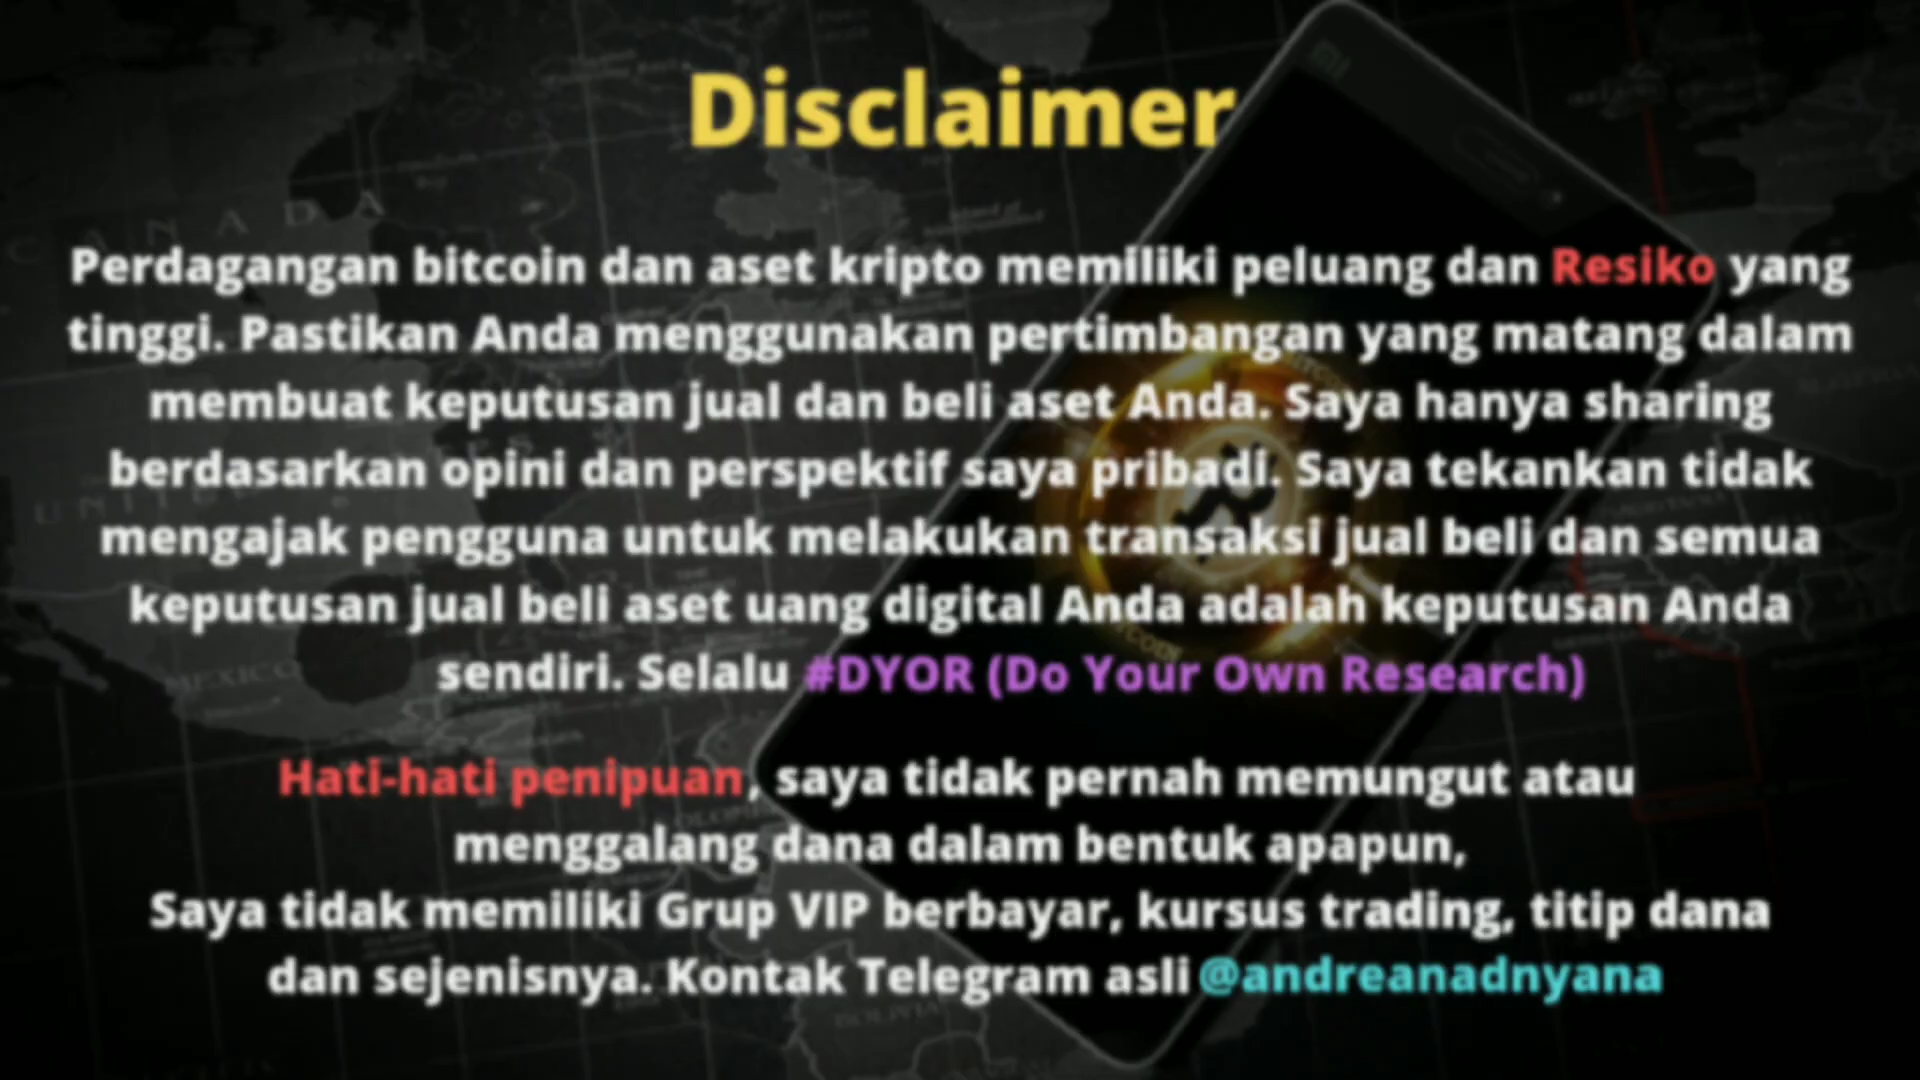 Disclaimer
Perdagangan bitcoin dan aset kripto memiliki peluang dan Resiko yang
tinggi. Pastikan Anda menggunakan pertimbangan yang matang dalam
membuat keputusan jual dan beli aset Anda. Saya hanya sharing
berdasarkan opini dan perspektif saya pribadi. Saya tekankan tidak
mengajak pengguna untuk melakukan transaksi jual beli dan semua
keputusan jual beli aset uang digital Anda adalah keputusan Anda
sendiri. Selalu #DYOR (Do Your Own Research)
Hati-hati penipuan, saya tidak pernah memungut atau
menggalang dana dalam bentuk apapun,
Saya tidak memiliki Grup VIP berbayar, kursus trading, titip dana
dan sejenisnya. Kontak Telegram asli @andreanadnyana
CANADA
MEXICO